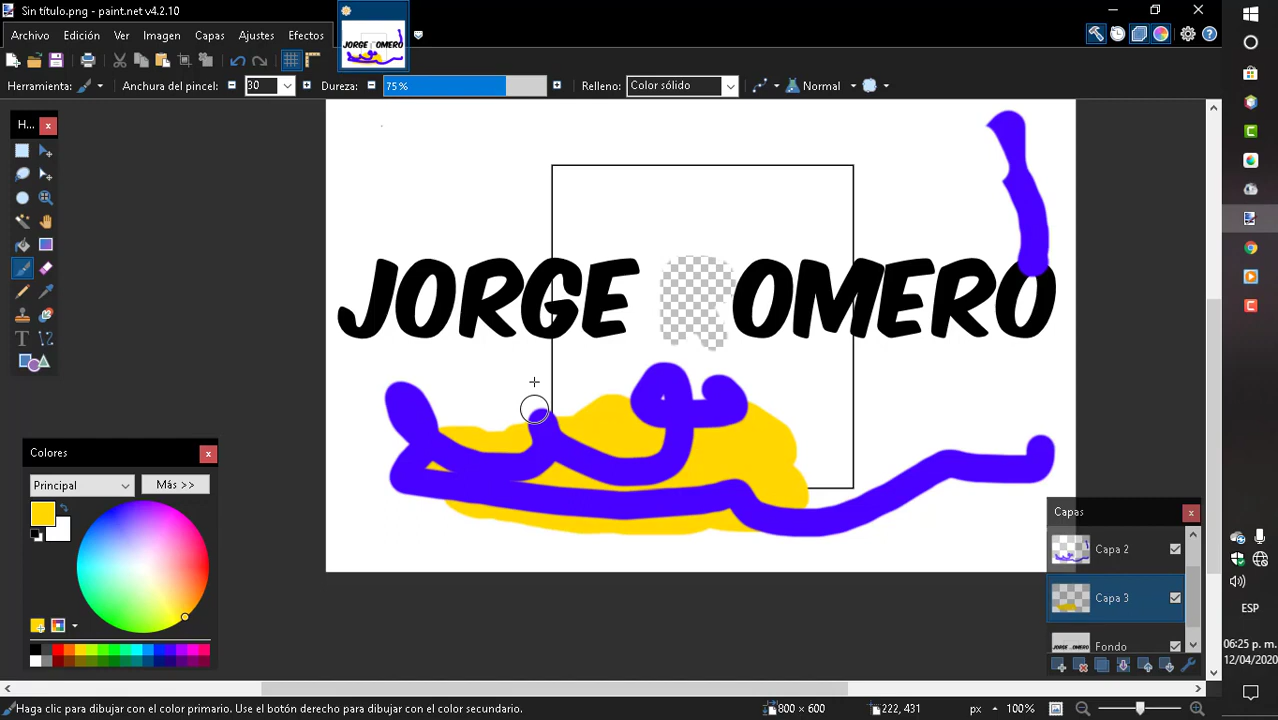 Sin título.png - paint.net v4.2.10
Archivo Edición Ver Imagen Capas Ajustes Efectos
Herramienta: Anchura del pincel: 30 Dureza: 75% Relleno: Color sólido Normal
H...
JORGE OMERO
Colores
Principal Más >>
Capas
Capa 2
Capa 3
Fondo
ESP
06:25 p. m.
12/04/2020
Haga clic para dibujar con el color primario. Use el botón derecho para dibujar con el color secundario. 800 x 600 222, 431 px 100%